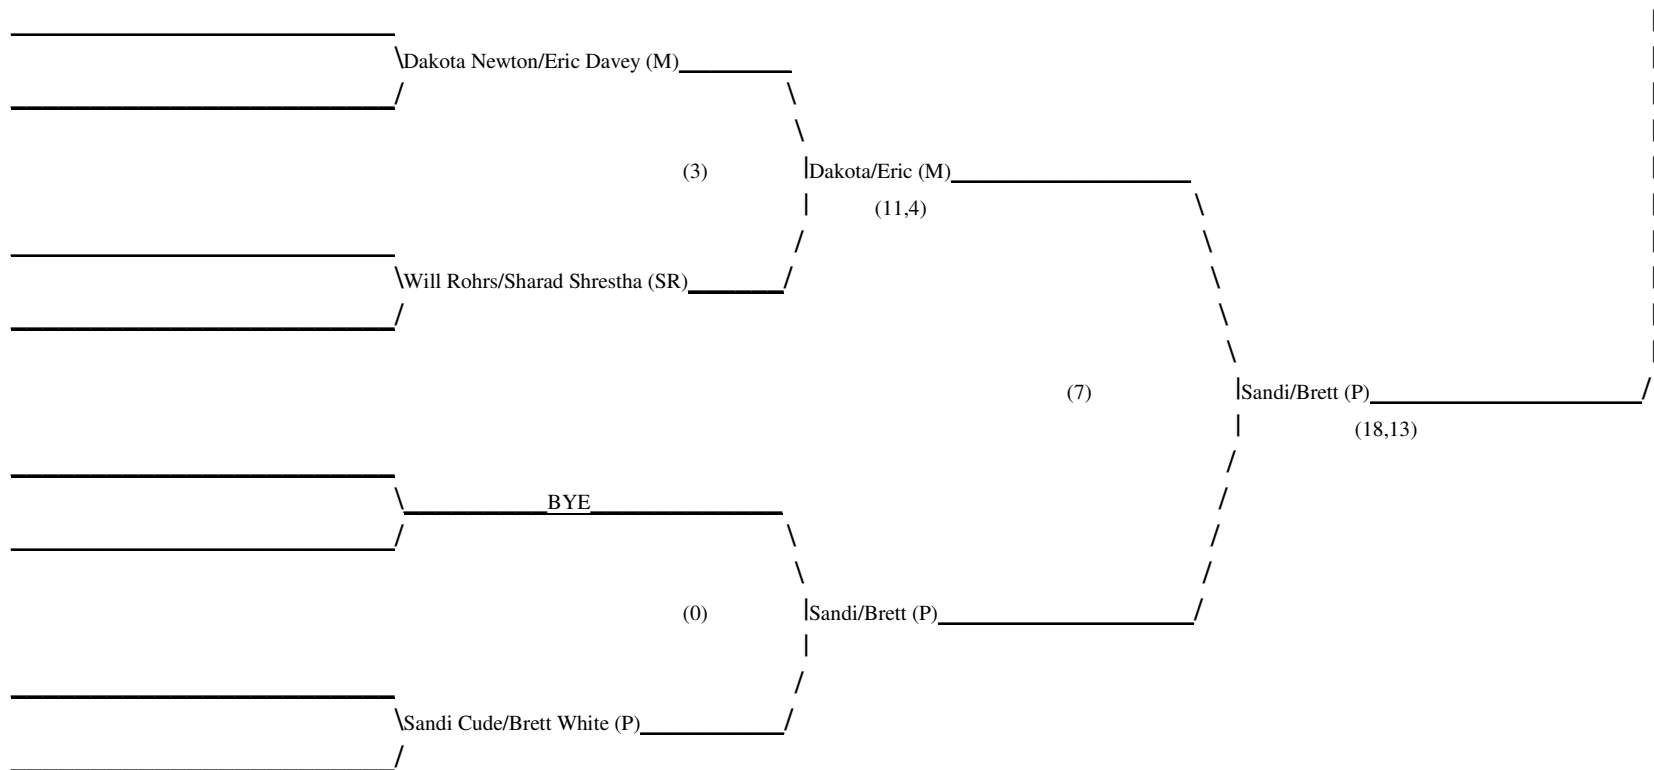 Dakota Newton/Eric Davey (M)
(3)
Dakota/Eric (M)
(11,4)
Will Rohrs/Sharad Shrestha (SR)
(7)
Sandi/Brett (P)
(18,13)
BYE
(0)
Sandi/Brett (P)
Sandi Cude/Brett White (P)